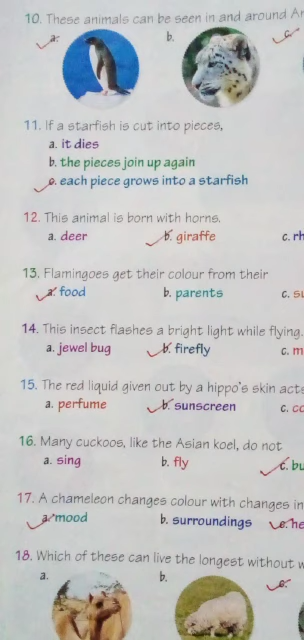 10. These animals can be seen in and around
a. b. c.
11. If a starfish is cut into pieces,
a. it dies
b. the pieces join up again
c. each piece grows into a starfish
12. This animal is born with horns.
a. deer b. giraffe c. rh
13. Flamingoes get their colour from their
a. food b. parents c. su
14. This insect flashes a bright light while flying.
a. jewel bug b. firefly c. m
15. The red liquid given out by a hippo's skin acts
a. perfume b. sunscreen c. co
16. Many cuckoos, like the Asian koel, do not
a. sing b. fly c. bu
17. A chameleon changes colour with changes in
a. mood b. surroundings c. he
18. Which of these can live the longest without w
a. b. c.